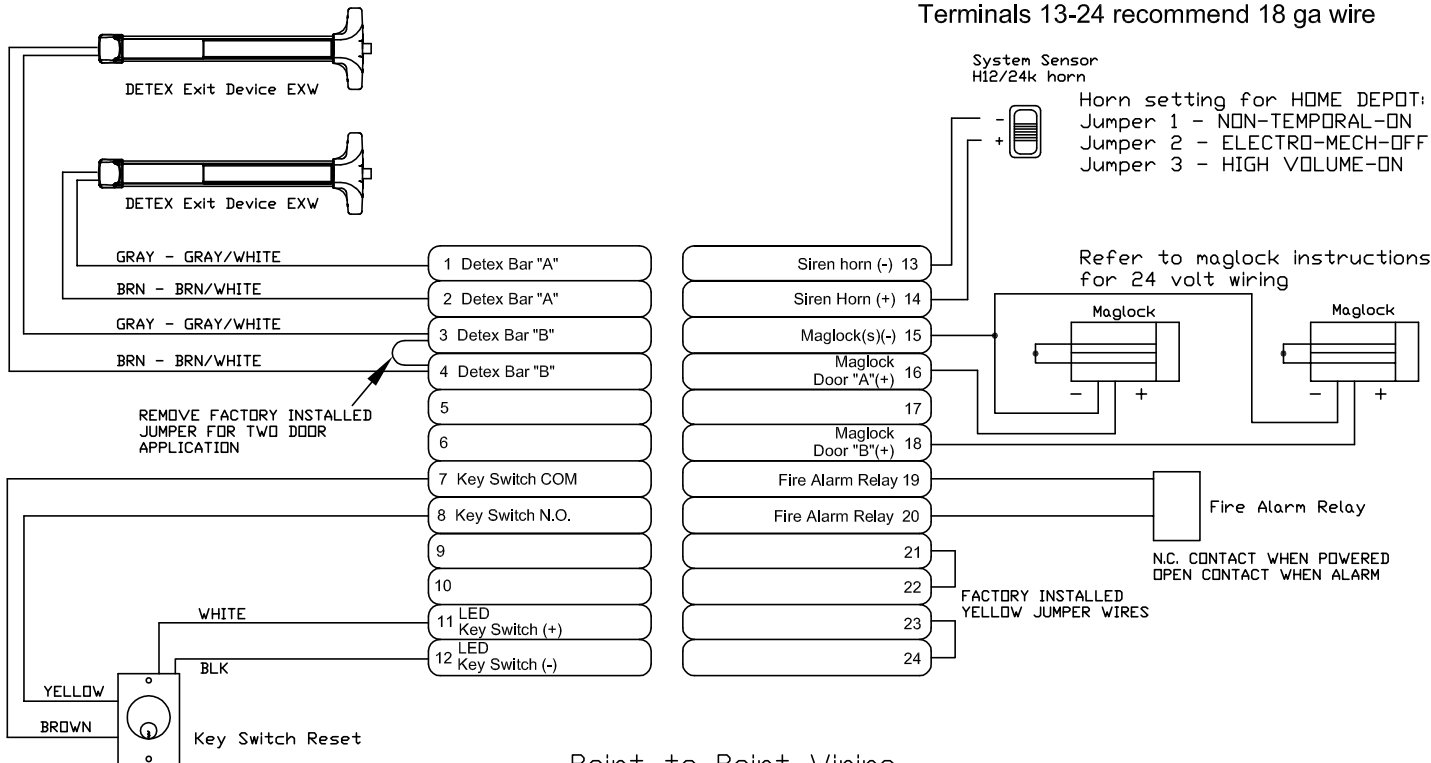 Terminals 13-24 recommend 18 ga wire
System Sensor
H12/24k horn
Horn setting for HOME DEPOT:
Jumper 1 - NON-TEMPORAL-ON
Jumper 2 - ELECTRO-MECH-OFF
Jumper 3 - HIGH VOLUME-ON
-
+
DETEX Exit Device EXW
DETEX Exit Device EXW
GRAY - GRAY/WHITE
BRN - BRN/WHITE
GRAY - GRAY/WHITE
BRN - BRN/WHITE
REMOVE FACTORY INSTALLED
JUMPER FOR TWO DOOR
APPLICATION
1 Detex Bar "A"
2 Detex Bar "A"
3 Detex Bar "B"
4 Detex Bar "B"
5
6
7 Key Switch COM
8 Key Switch N.O.
9
10
11 LED
Key Switch (+)
12 LED
Key Switch (-)
Siren horn (-) 13
Siren Horn (+) 14
Maglock(s)(-) 15
Maglock
Door "A"(+) 16
17
Maglock
Door "B"(+) 18
Fire Alarm Relay 19
Fire Alarm Relay 20
21
22
23
24
Refer to maglock instructions
for 24 volt wiring
Maglock
- +
Maglock
- +
Fire Alarm Relay
N.C. CONTACT WHEN POWERED
OPEN CONTACT WHEN ALARM
FACTORY INSTALLED
YELLOW JUMPER WIRES
WHITE
BLK
YELLOW
BROWN
Key Switch Reset
Point to Point Wiring